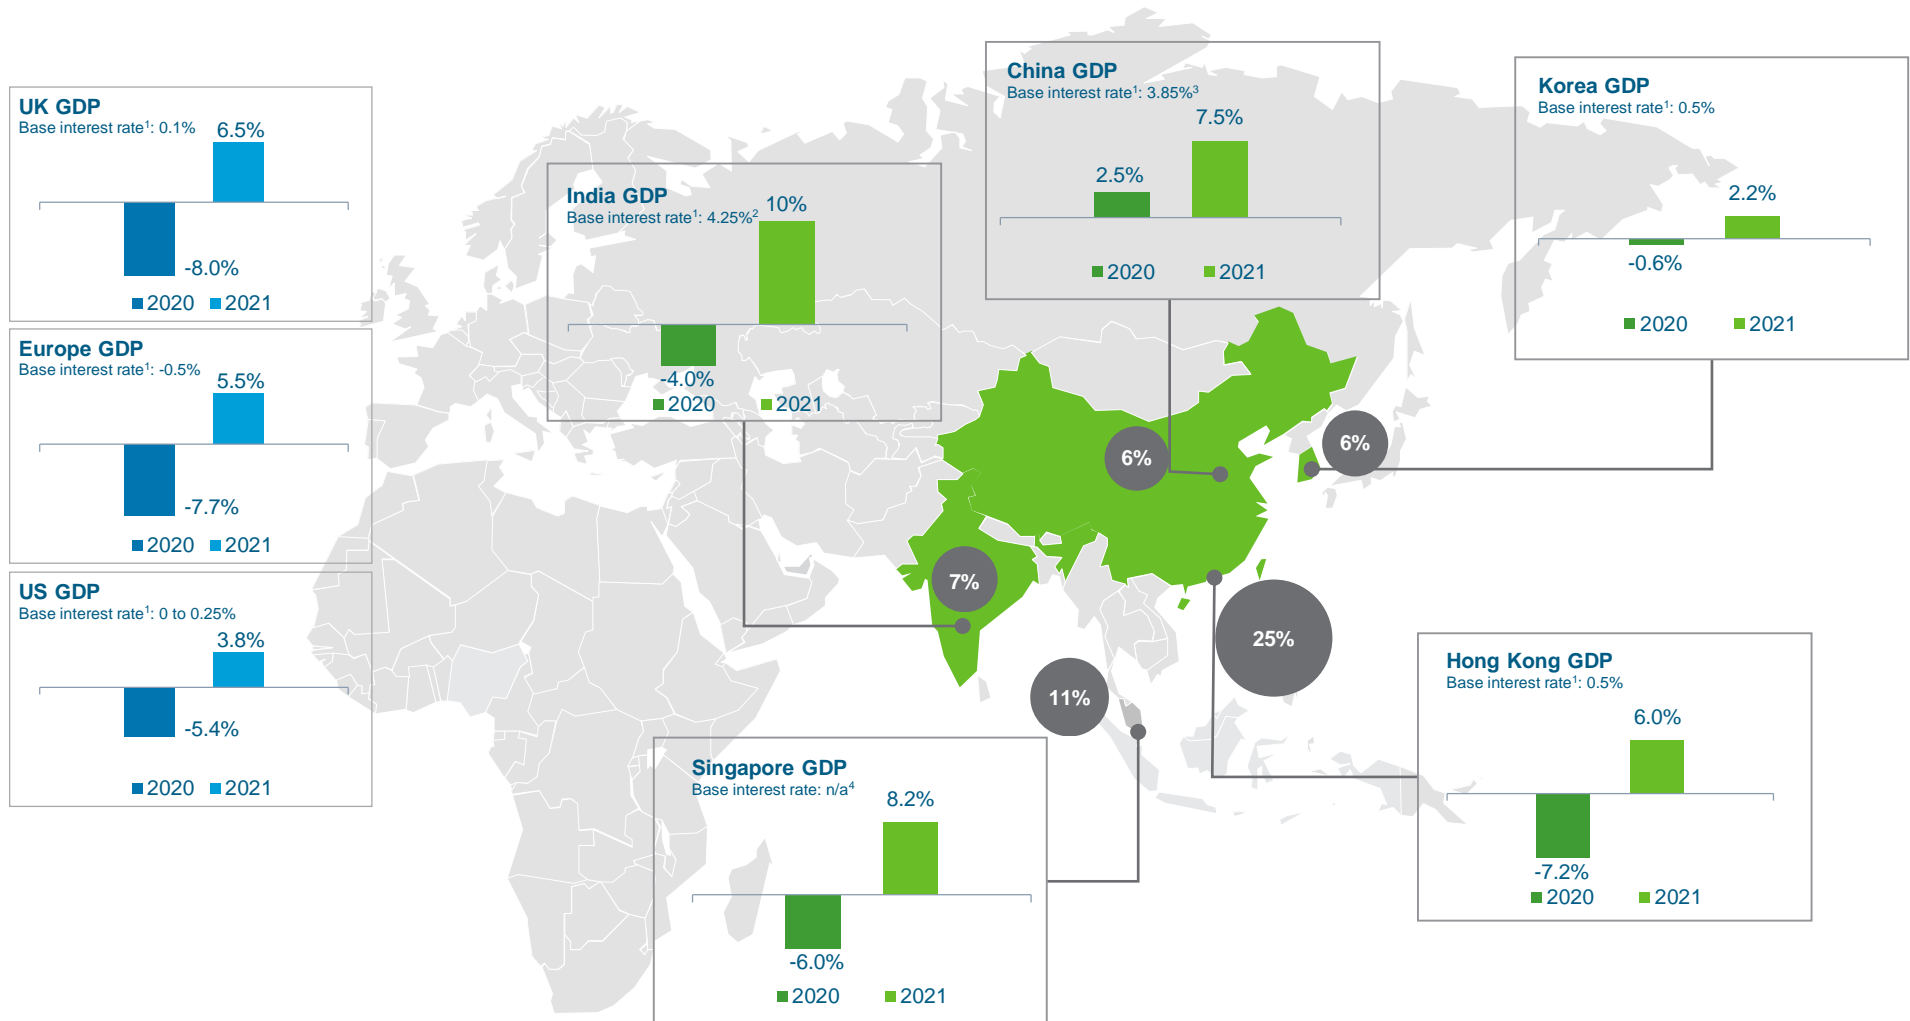 UK GDP
Base interest rate¹: 0.1%
6.5%
-8.0%
2020 2021
Europe GDP
Base interest rate¹: -0.5%
5.5%
-7.7%
2020 2021
US GDP
Base interest rate¹: 0 to 0.25%
3.8%
-5.4%
2020 2021
India GDP
Base interest rate¹: 4.25%²
10%
-4.0%
2020 2021
China GDP
Base interest rate¹: 3.85%³
7.5%
2.5%
2020 2021
Korea GDP
Base interest rate¹: 0.5%
2.2%
-0.6%
2020 2021
6%
6%
7%
25%
11%
Singapore GDP
Base interest rate: n/a⁴
8.2%
-6.0%
2020 2021
Hong Kong GDP
Base interest rate¹: 0.5%
6.0%
-7.2%
2020 2021